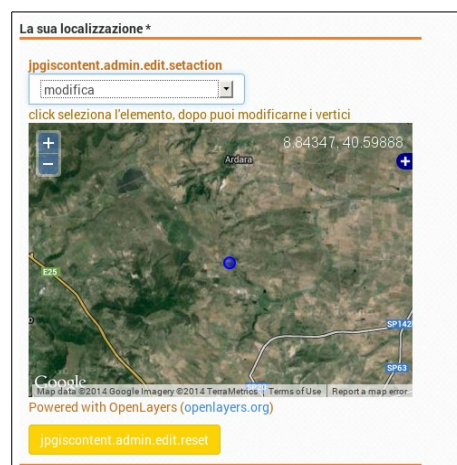 La sua localizzazione *
jpgiscontent.admin.edit.setaction
modifica
click seleziona l'elemento, dopo puoi modificarne i vertici
+
−
8.84347, 40.59888
+
Ardara
E25
SP142
SP63
Google
Map data ©2014 Google Imagery ©2014 TerraMetrics | Terms of Use | Report a map error
Powered with OpenLayers (openlayers.org)
jpgiscontent.admin.edit.reset